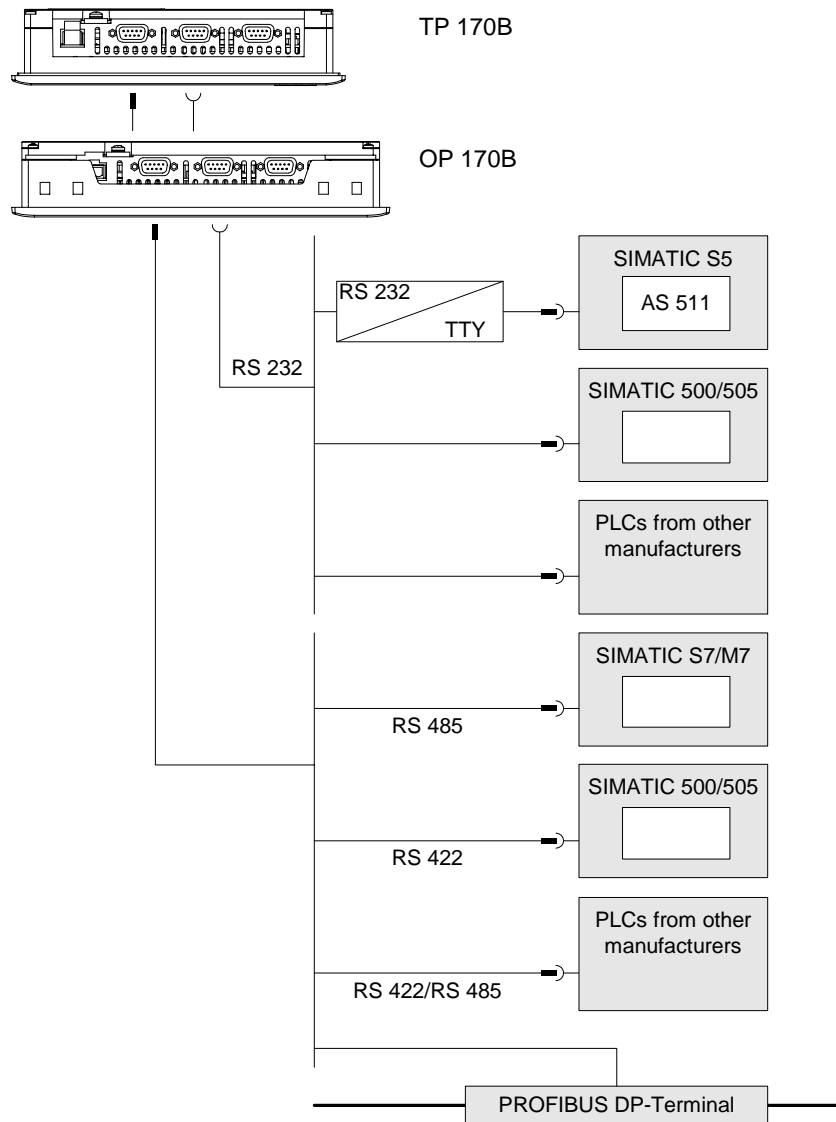 TP 170B
OP 170B
SIMATIC S5
AS 511
RS 232
TTY
RS 232
SIMATIC 500/505
PLCs from other
manufacturers
SIMATIC S7/M7
RS 485
SIMATIC 500/505
RS 422
PLCs from other
manufacturers
RS 422/RS 485
PROFIBUS DP-Terminal